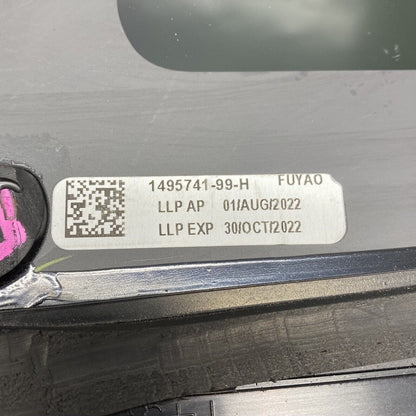 1495741-99-H FUYAO
LLP AP 01/AUG/2022
LLP EXP 30/OCT/2022